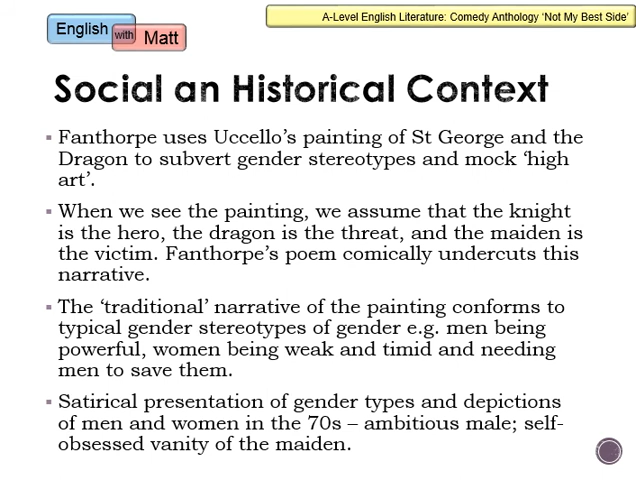 A-Level English Literature: Comedy Anthology ‘Not My Best Side’
English
with
Matt
Social an Historical Context
▪ Fanthorpe uses Uccello’s painting of St George and the
Dragon to subvert gender stereotypes and mock ‘high
art’.
▪ When we see the painting, we assume that the knight
is the hero, the dragon is the threat, and the maiden is
the victim. Fanthorpe’s poem comically undercuts this
narrative.
▪ The ‘traditional’ narrative of the painting conforms to
typical gender stereotypes of gender e.g. men being
powerful, women being weak and timid and needing
men to save them.
▪ Satirical presentation of gender types and depictions
of men and women in the 70s – ambitious male; self-
obsessed vanity of the maiden.